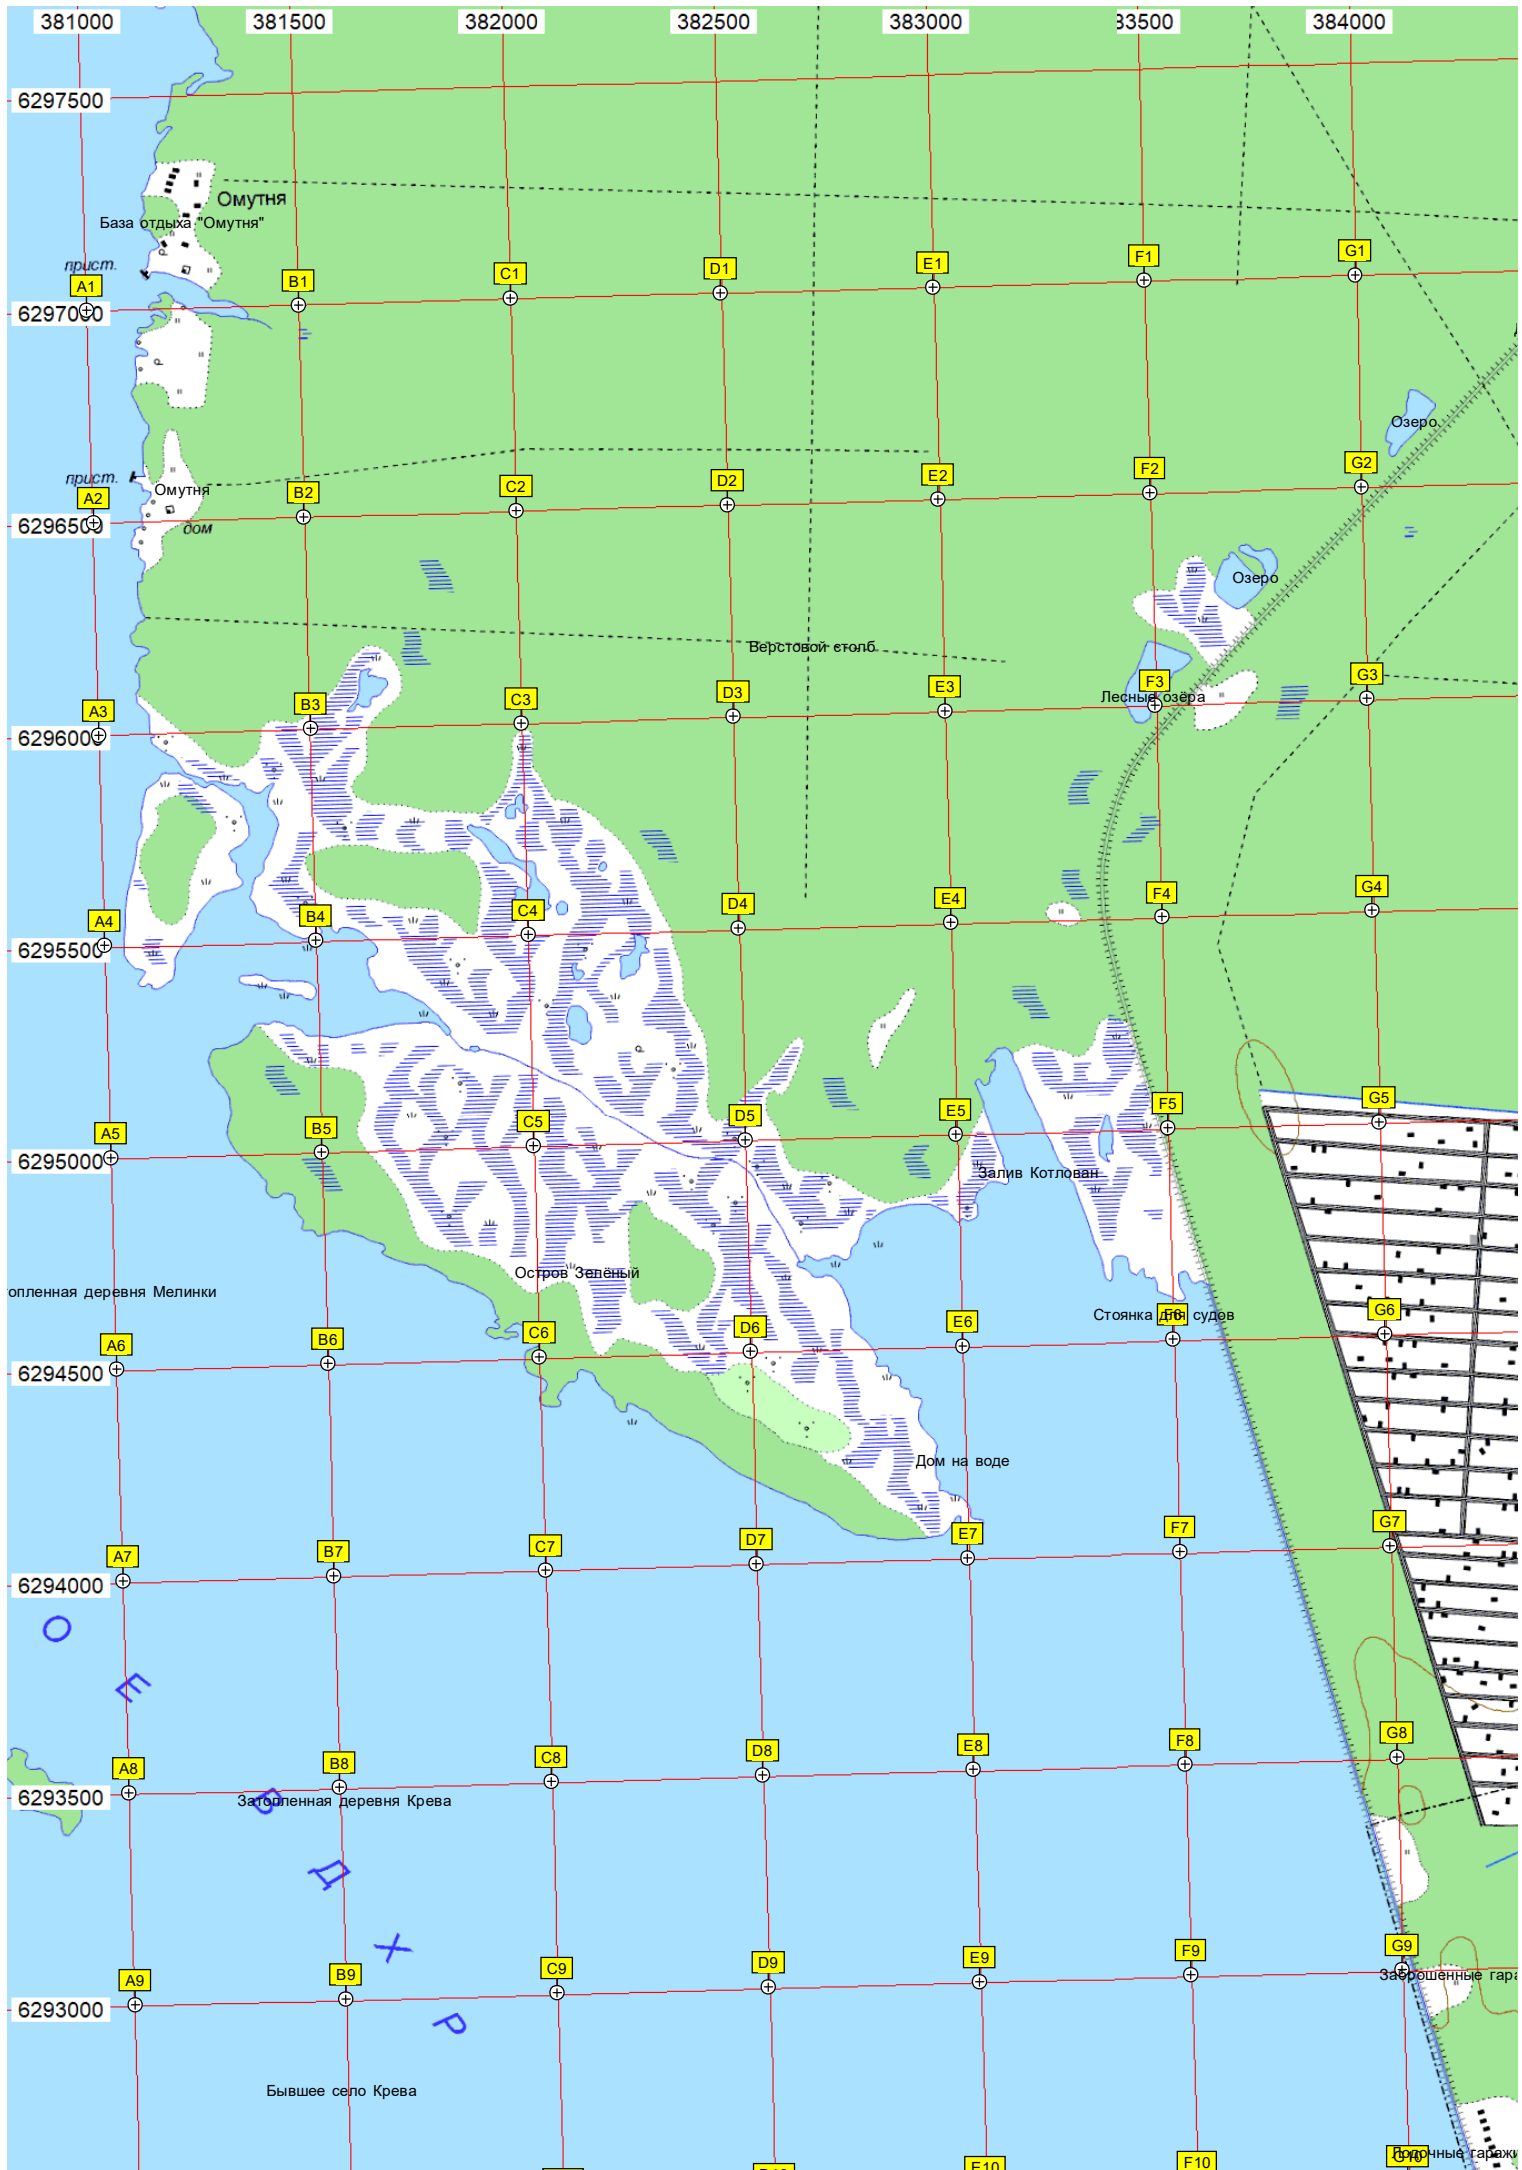 381000 381500 382000 382500 383000 83500 384000
6297500
Омутня
База отдыха "Омутня"
прист.
A1 B1 C1 D1 E1 F1 G1
6297000
Озеро
прист.
Омутня
A2 B2 C2 D2 E2 F2 G2
6296500
дом
Озеро
Верстовой столб
A3 B3 C3 D3 E3 F3 G3
Лесные озёра
6296000
A4 B4 C4 D4 E4 F4 G4
6295500
A5 B5 C5 D5 E5 F5 G5
6295000
Залив Котлован
Остров Зелёный
опленная деревня Мелинки
Стоянка для судов
A6 B6 C6 D6 E6 F6 G6
6294500
Дом на воде
A7 B7 C7 D7 E7 F7 G7
6294000
О
Е
A8 B8 C8 D8 E8 F8 G8
6293500
В
Затопленная деревня Крева
Д
Х
A9 B9 C9 D9 E9 F9 G9
Заброшенные гара
6293000
Р
Бывшее село Крева
E10 F10 G10
Лодочные гаражи